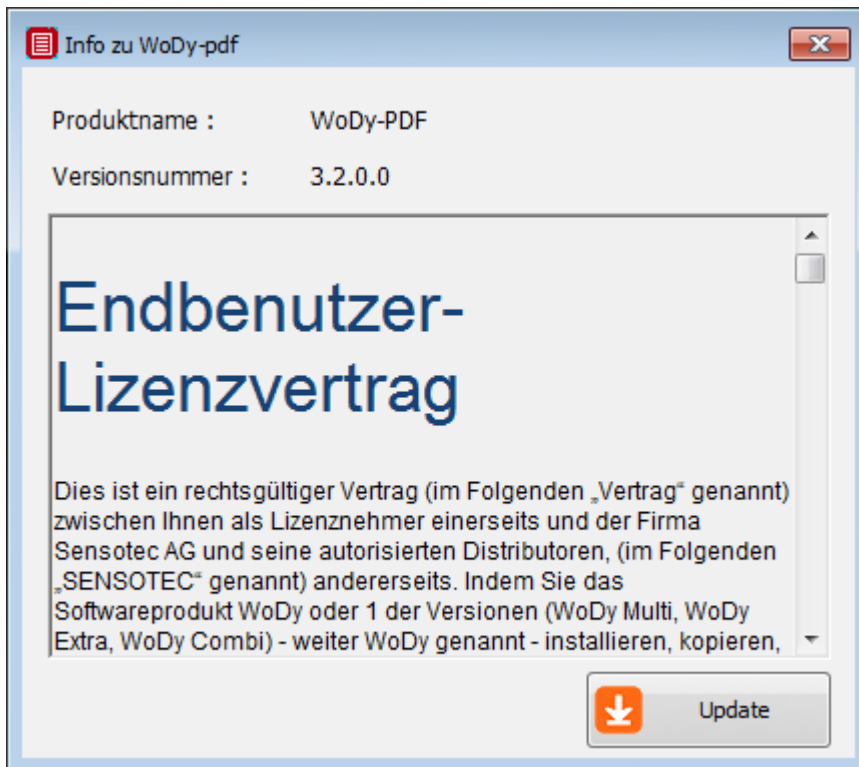 Info zu WoDy-pdf
Produktname : WoDy-PDF
Versionsnummer : 3.2.0.0
Endbenutzer-
Lizenzvertrag
Dies ist ein rechtsgültiger Vertrag (im Folgenden „Vertrag“ genannt)
zwischen Ihnen als Lizenznehmer einerseits und der Firma
Sensotec AG und seine autorisierten Distributoren, (im Folgenden
„SENSOTEC“ genannt) andererseits. Indem Sie das
Softwareprodukt WoDy oder 1 der Versionen (WoDy Multi, WoDy
Extra, WoDy Combi) - weiter WoDy genannt - installieren, kopieren,
Update